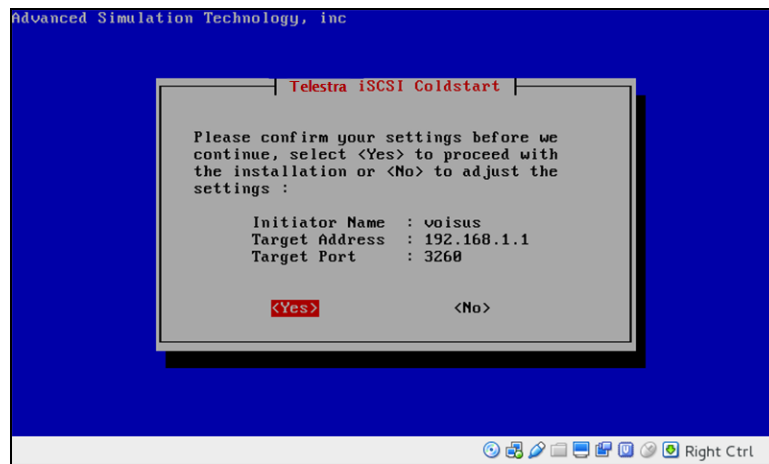 Advanced Simulation Technology, inc
Telestra iSCSI Coldstart
Please confirm your settings before we
continue, select <Yes> to proceed with
the installation or <No> to adjust the
settings :
Initiator Name : voisus
Target Address : 192.168.1.1
Target Port : 3260
<Yes> <No>
Right Ctrl